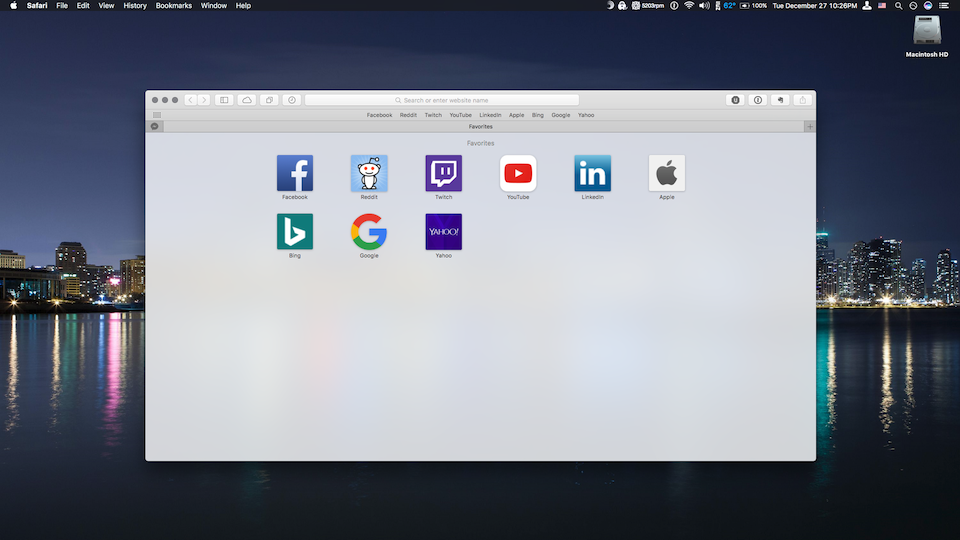 Safari File Edit View History Bookmarks Window Help 5203rpm 62° 100% Tue December 27 10:26PM
Macintosh HD
Search or enter website name
Facebook Reddit Twitch YouTube LinkedIn Apple Bing Google Yahoo
Favorites
Favorites
Facebook Reddit Twitch YouTube LinkedIn Apple
YAHOO!
Bing Google Yahoo